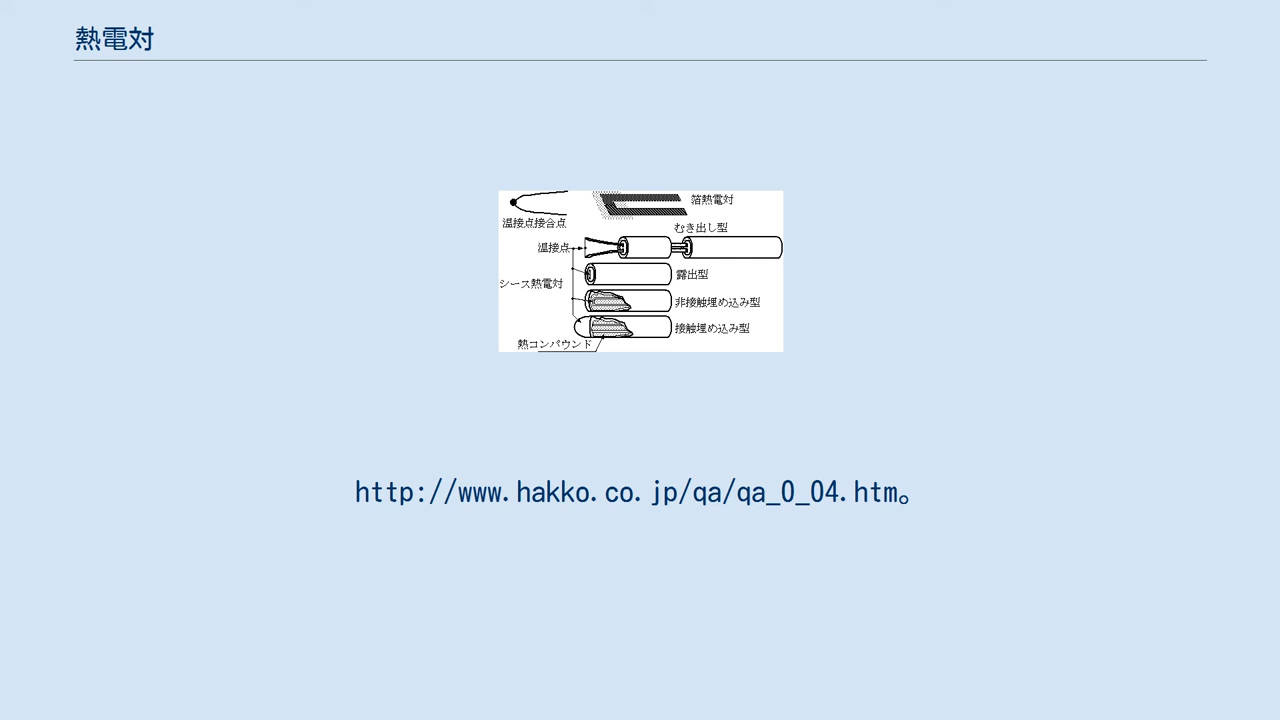 熱電対
箔熱電対
温接点接合点
むき出し型
温接点
露出型
シース熱電対
非接触埋め込み型
接触埋め込み型
熱コンパウンド
http://www.hakko.co.jp/qa/qa_0_04.htm。